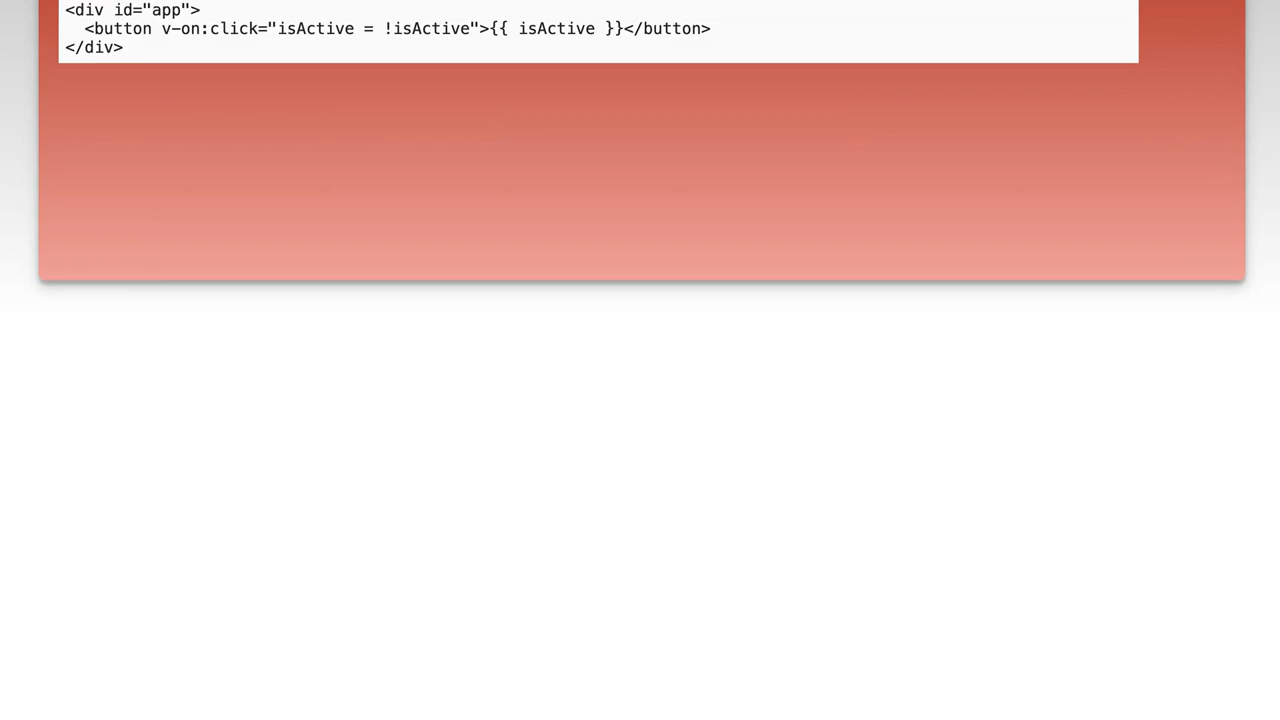 <div id="app">
  <button v-on:click="isActive = !isActive">{{ isActive }}</button>
</div>